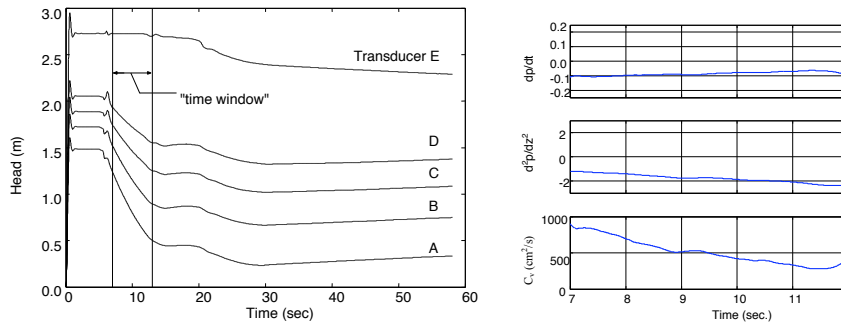 3.0
2.5
2.0
1.5
1.0
0.5
0.0
Head (m)
Transducer E
"time window"
D
C
B
A
0
10
20
30
40
50
60
Time (sec)
0.2
0.1
0.0
-0.1
-0.2
dp/dt
2
0
-2
d²p/dz²
1000
500
0
Cᵥ (cm²/s)
7
8
9
10
11
Time (sec.)